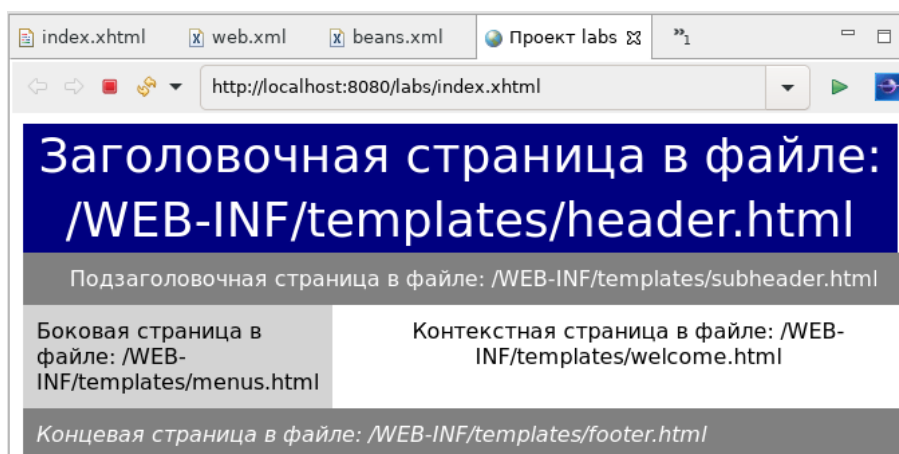 index.xhtml web.xml beans.xml Проект labs »1
http://localhost:8080/labs/index.xhtml
Заголовочная страница в файле:
/WEB-INF/templates/header.html
Подзаголовочная страница в файле: /WEB-INF/templates/subheader.html
Боковая страница в
файле: /WEB-
INF/templates/menus.html
Контекстная страница в файле: /WEB-
INF/templates/welcome.html
Концевая страница в файле: /WEB-INF/templates/footer.html